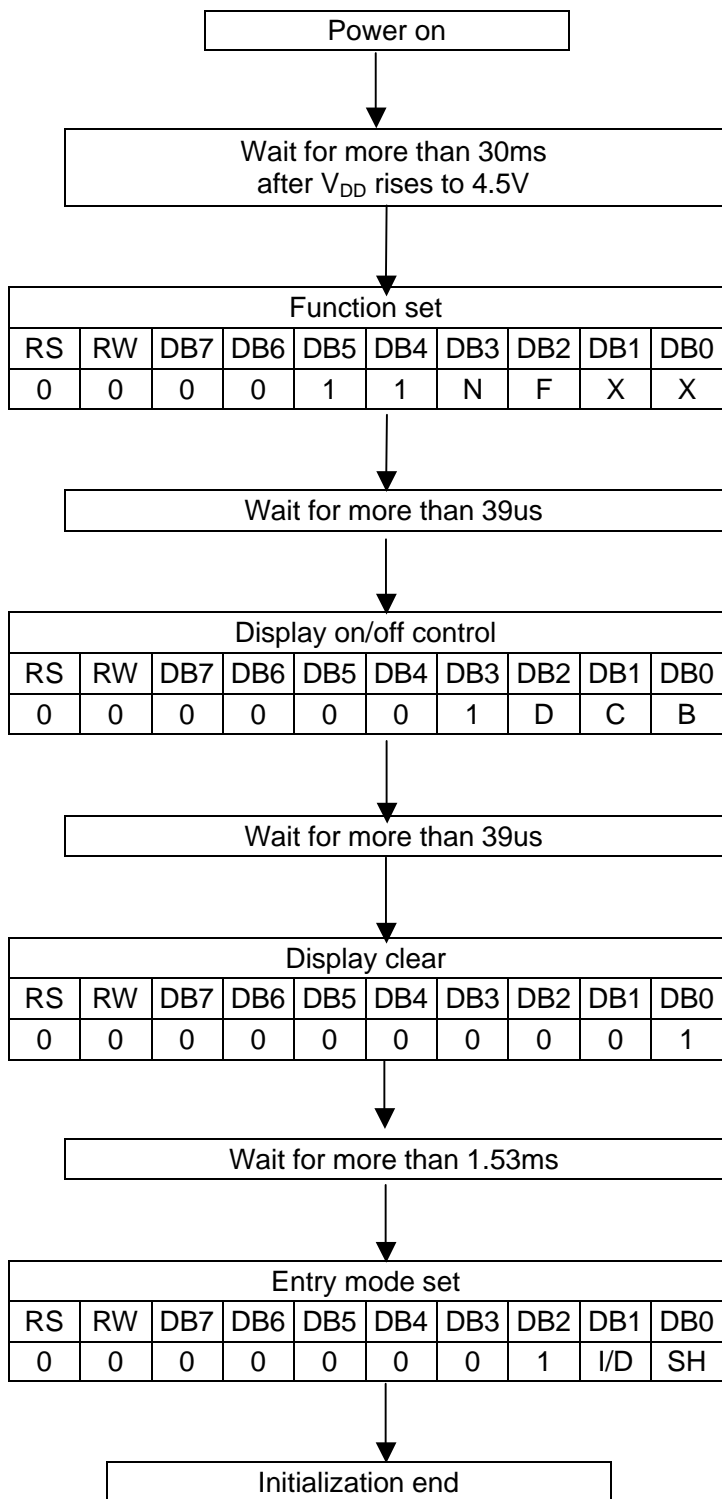 Power on
Wait for more than 30ms
after VDD rises to 4.5V
Function set
RS RW DB7 DB6 DB5 DB4 DB3 DB2 DB1 DB0
0 0 0 0 1 1 N F X X
Wait for more than 39us
Display on/off control
RS RW DB7 DB6 DB5 DB4 DB3 DB2 DB1 DB0
0 0 0 0 0 0 1 D C B
Wait for more than 39us
Display clear
RS RW DB7 DB6 DB5 DB4 DB3 DB2 DB1 DB0
0 0 0 0 0 0 0 0 0 1
Wait for more than 1.53ms
Entry mode set
RS RW DB7 DB6 DB5 DB4 DB3 DB2 DB1 DB0
0 0 0 0 0 0 0 1 I/D SH
Initialization end